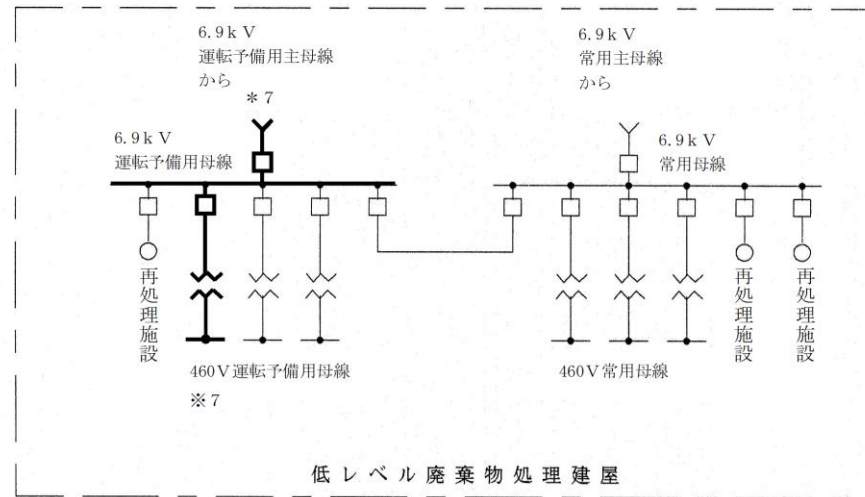 6.9kV
運転予備用主母線
から
*7
6.9kV
常用主母線
から
6.9kV
運転予備用母線
6.9kV
常用母線
再処理施設
再処理施設
再処理施設
460V運転予備用母線
※7
460V常用母線
低レベル廃棄物処理建屋